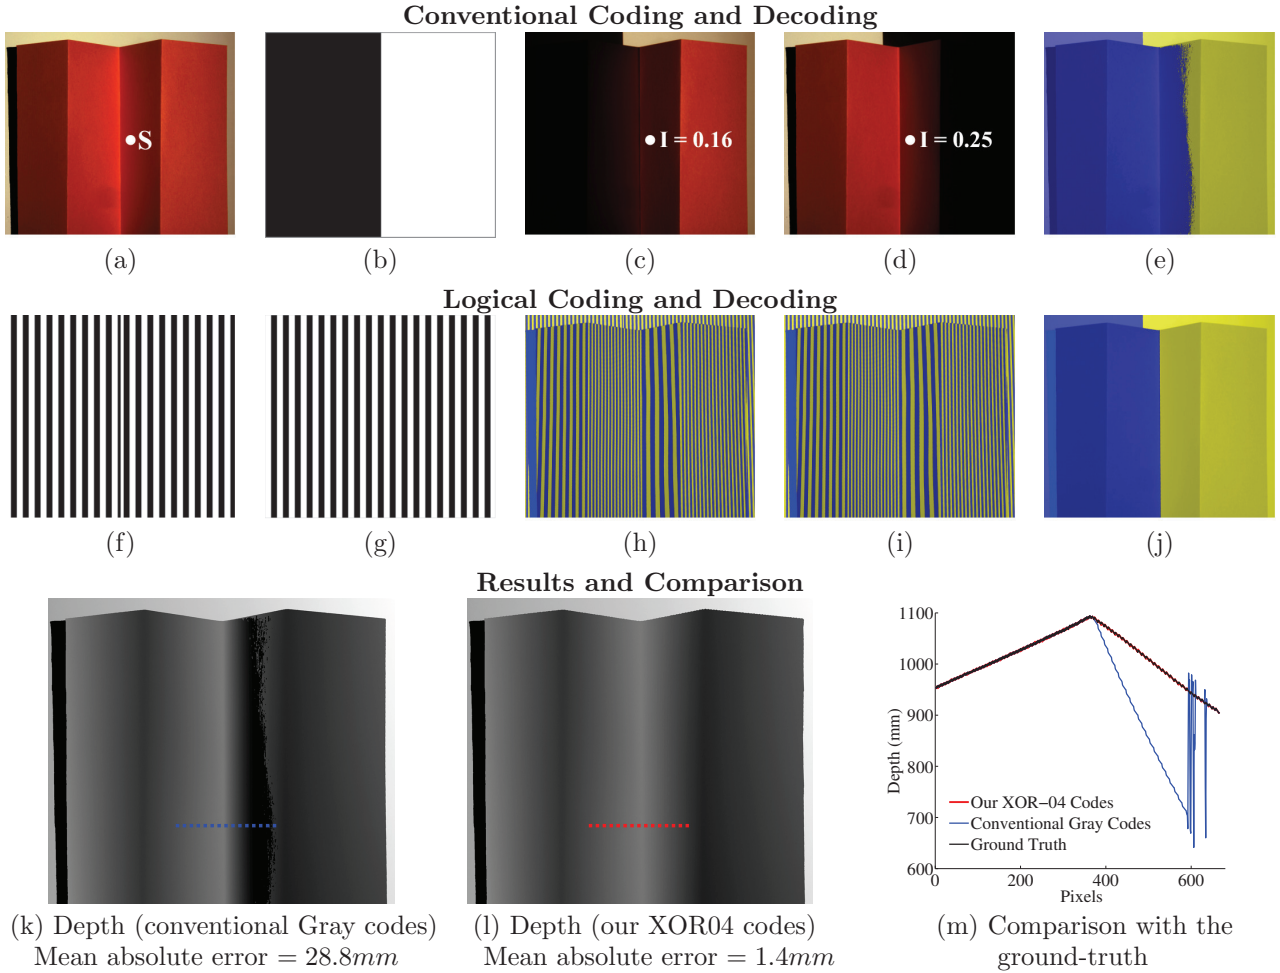 Conventional Coding and Decoding
S
I = 0.16
I = 0.25
(a)
(b)
(c)
(d)
(e)
Logical Coding and Decoding
(f)
(g)
(h)
(i)
(j)
Results and Comparison
(k) Depth (conventional Gray codes)
Mean absolute error = 28.8mm
(l) Depth (our XOR04 codes)
Mean absolute error = 1.4mm
1100
1000
900
800
700
600
Depth (mm)
Our XOR−04 Codes
Conventional Gray Codes
Ground Truth
0
200
400
600
Pixels
(m) Comparison with the
ground-truth